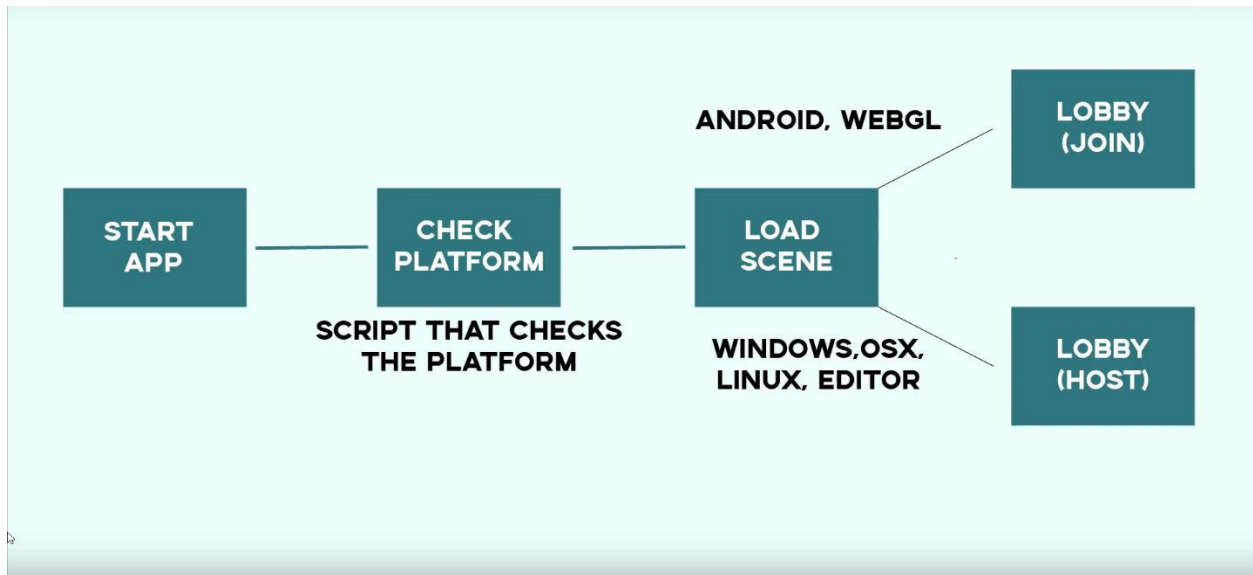 START
APP
CHECK
PLATFORM
SCRIPT THAT CHECKS
THE PLATFORM
LOAD
SCENE
ANDROID, WEBGL
WINDOWS,OSX,
LINUX, EDITOR
LOBBY
(JOIN)
LOBBY
(HOST)